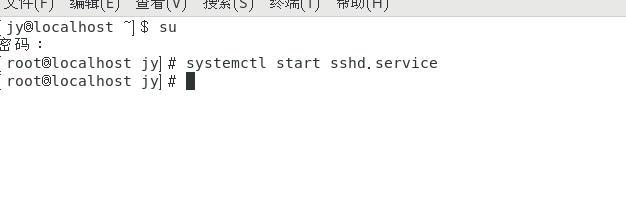 文件(F) 编辑(E) 查看(V) 搜索(S) 终端(T) 帮助(H)
[jy@localhost ~]$ su
密码：
[root@localhost jy]# systemctl start sshd.service
[root@localhost jy]#